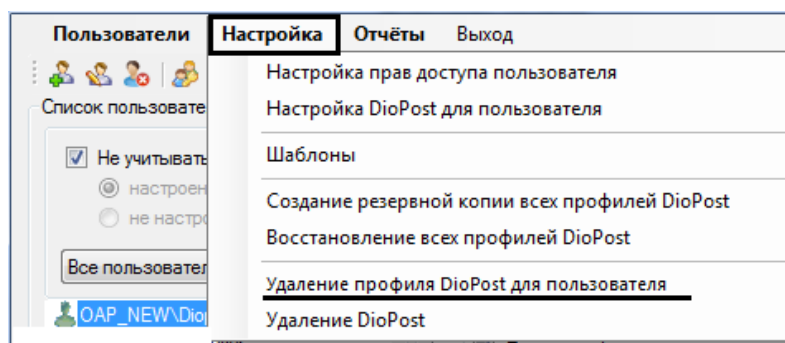 Пользователи Настройка Отчёты Выход
Настройка прав доступа пользователя
Список пользовате
Настройка DioPost для пользователя
Не учитывать
Шаблоны
настроен
Создание резервной копии всех профилей DioPost
не настро
Восстановление всех профилей DioPost
Все пользовател
Удаление профиля DioPost для пользователя
OAP_NEW\Diop
Удаление DioPost